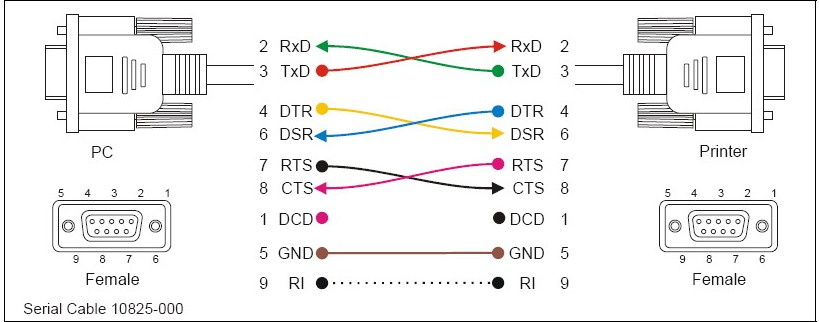 2 RxD RxD 2
3 TxD TxD 3
4 DTR DTR 4
6 DSR DSR 6
PC Printer
7 RTS RTS 7
8 CTS CTS 8
5 4 3 2 1 5 4 3 2 1
1 DCD DCD 1
5 GND GND 5
9 8 7 6 9 8 7 6
Female Female
9 RI RI 9
Serial Cable 10825-000